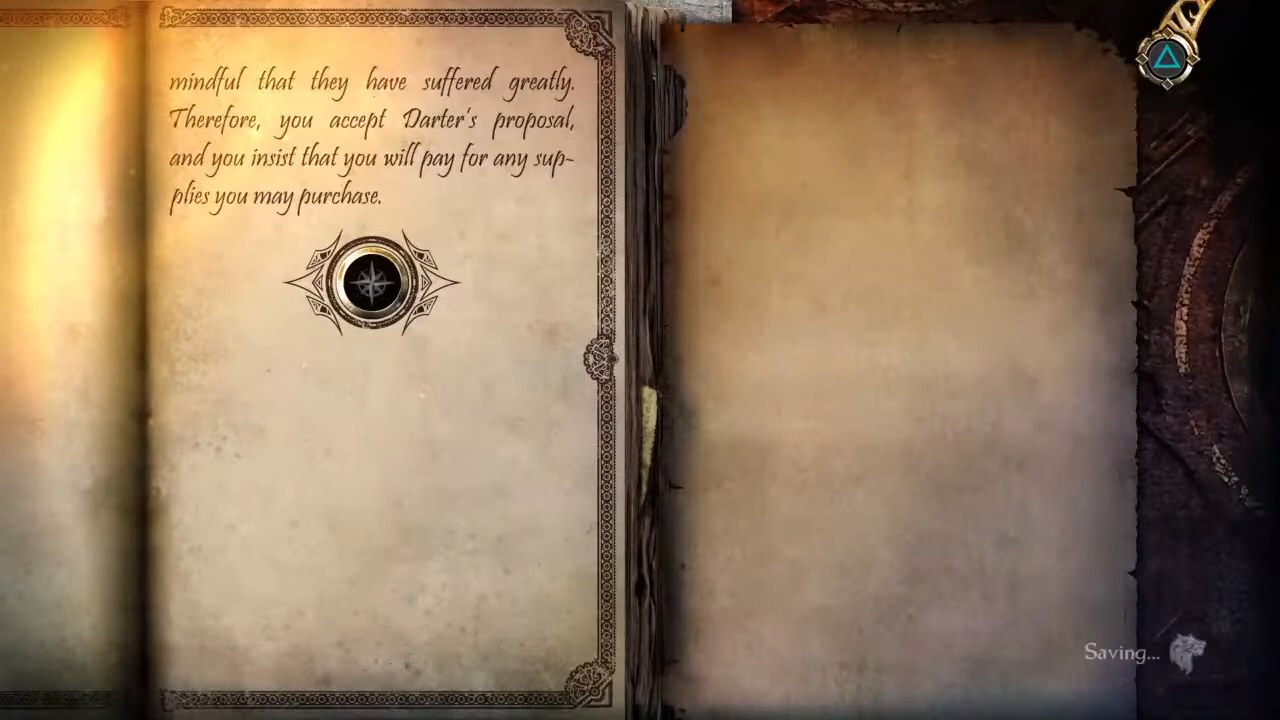 mindful that they have suffered greatly.
Therefore, you accept Darter's proposal,
and you insist that you will pay for any sup-
plies you may purchase.
Saving...